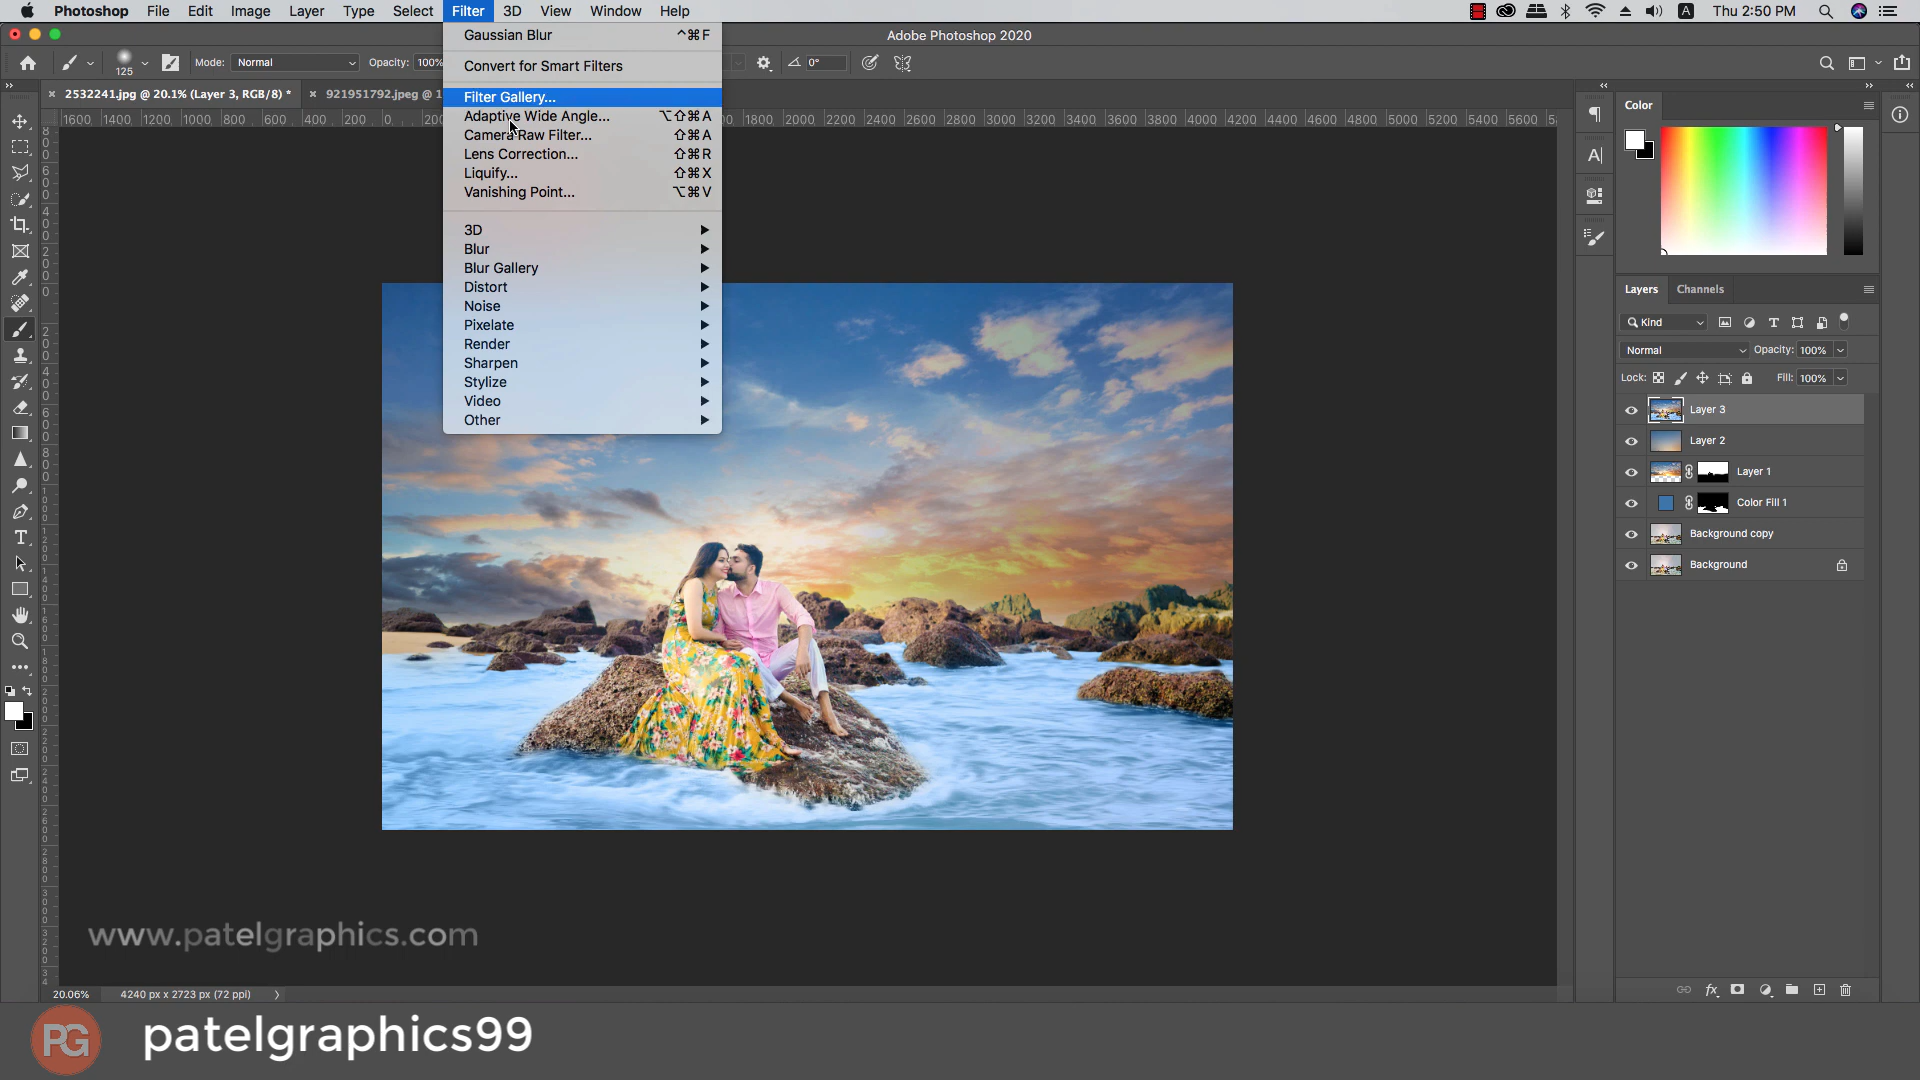 Photoshop File Edit Image Layer Type Select Filter 3D View Window Help Thu 2:50 PM
Adobe Photoshop 2020
125 Mode: Normal Opacity: 100% 0°
2532241.jpg @ 20.1% (Layer 3, RGB/8) * 921951792.jpeg @ 1
Gaussian Blur ^⌘F
Convert for Smart Filters
Filter Gallery...
Adaptive Wide Angle... ⌥⇧⌘A
Camera Raw Filter... ⇧⌘A
Lens Correction... ⇧⌘R
Liquify... ⇧⌘X
Vanishing Point... ⌥⌘V
3D
Blur
Blur Gallery
Distort
Noise
Pixelate
Render
Sharpen
Stylize
Video
Other
1600 1400 1200 1000 800 600 400 200 0 1800 2000 2200 2400 2600 2800 3000 3200 3400 3600 3800 4000 4200 4400 4600 4800 5000 5200 5400 5600
Color
Layers Channels
Kind
Normal Opacity: 100%
Lock: Fill: 100%
Layer 3
Layer 2
Layer 1
Color Fill 1
Background copy
Background
www.patelgraphics.com
20.06% 4240 px x 2723 px (72 ppi)
PG patelgraphics99